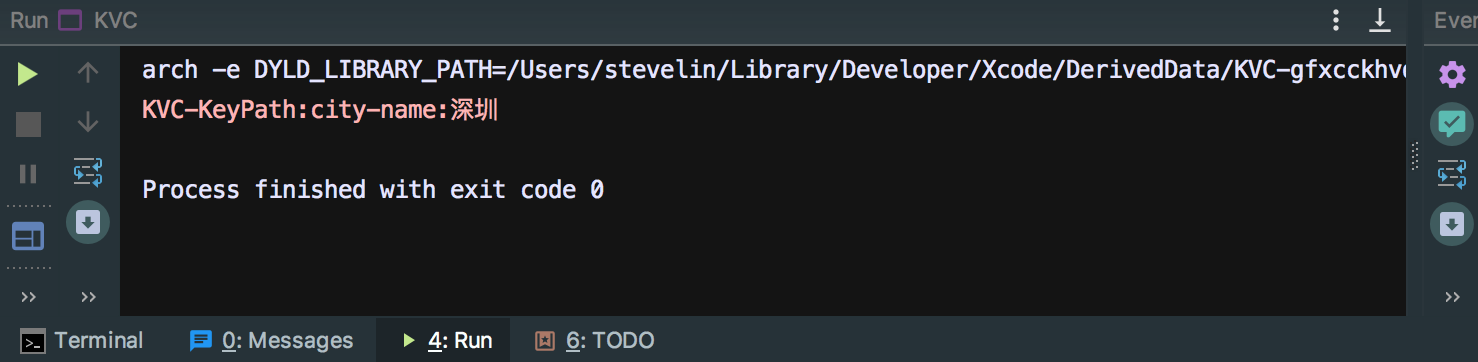 Run KVC
Ever
arch -e DYLD_LIBRARY_PATH=/Users/stevelin/Library/Developer/Xcode/DerivedData/KVC-gfxcckhv
KVC-KeyPath:city-name:深圳
Process finished with exit code 0
Terminal 0: Messages 4: Run 6: TODO